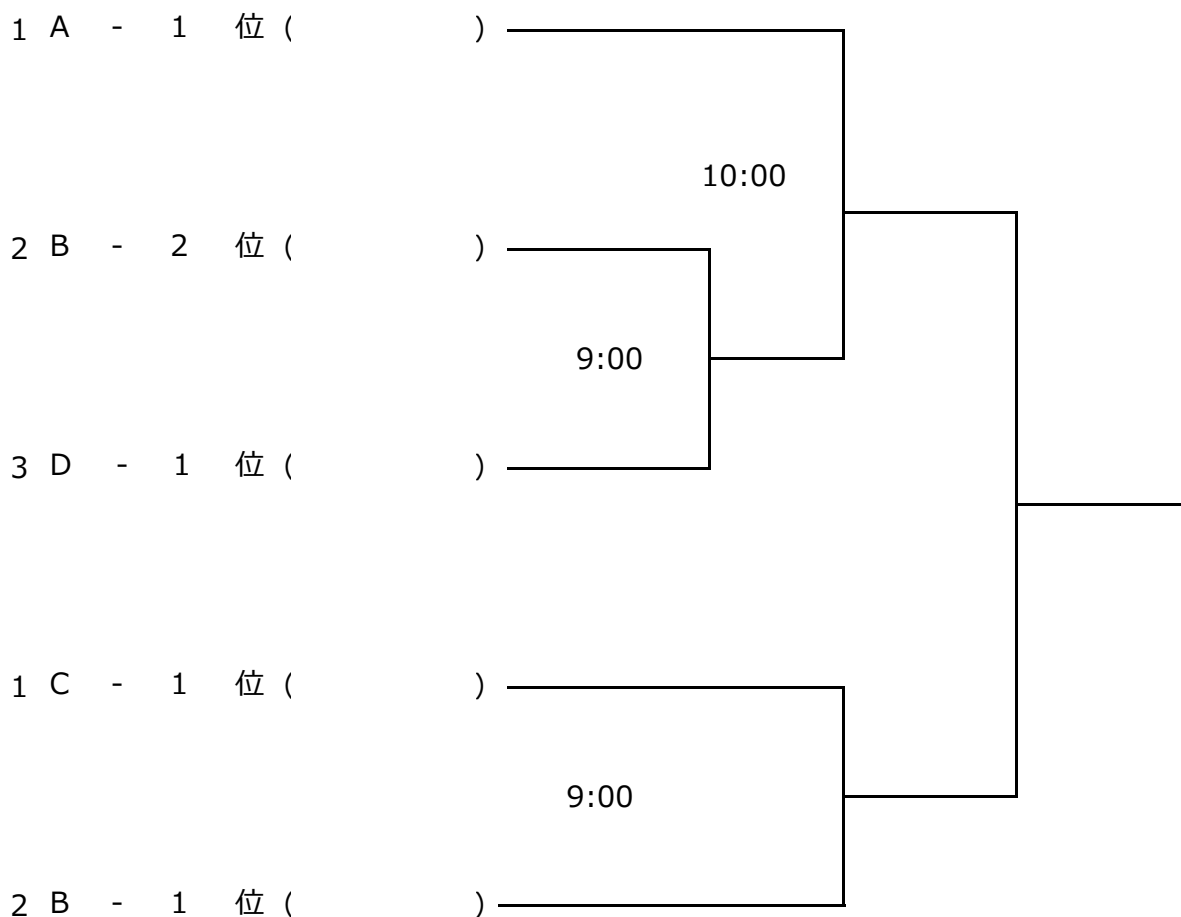 1 A - 1 位 ( )
10:00
2 B - 2 位 ( )
9:00
3 D - 1 位 ( )
1 C - 1 位 ( )
9:00
2 B - 1 位 ( )